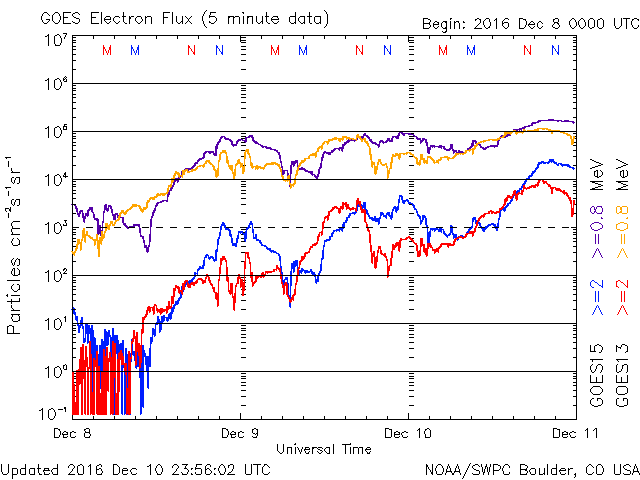 GOES Electron Flux (5 minute data)
Begin: 2016 Dec 8 0000 UTC
10⁷
M M N N M M N N M M N N
10⁶
10⁵
10⁴
10³
10²
10¹
10⁰
10⁻¹
Particles cm⁻²s⁻¹sr⁻¹
Dec 8 Dec 9 Dec 10 Dec 11
Universal Time
GOES15 >=2 >=0.8 MeV
GOES13 >=2 >=0.8 MeV
Updated 2016 Dec 10 23:56:02 UTC
NOAA/SWPC Boulder, CO USA